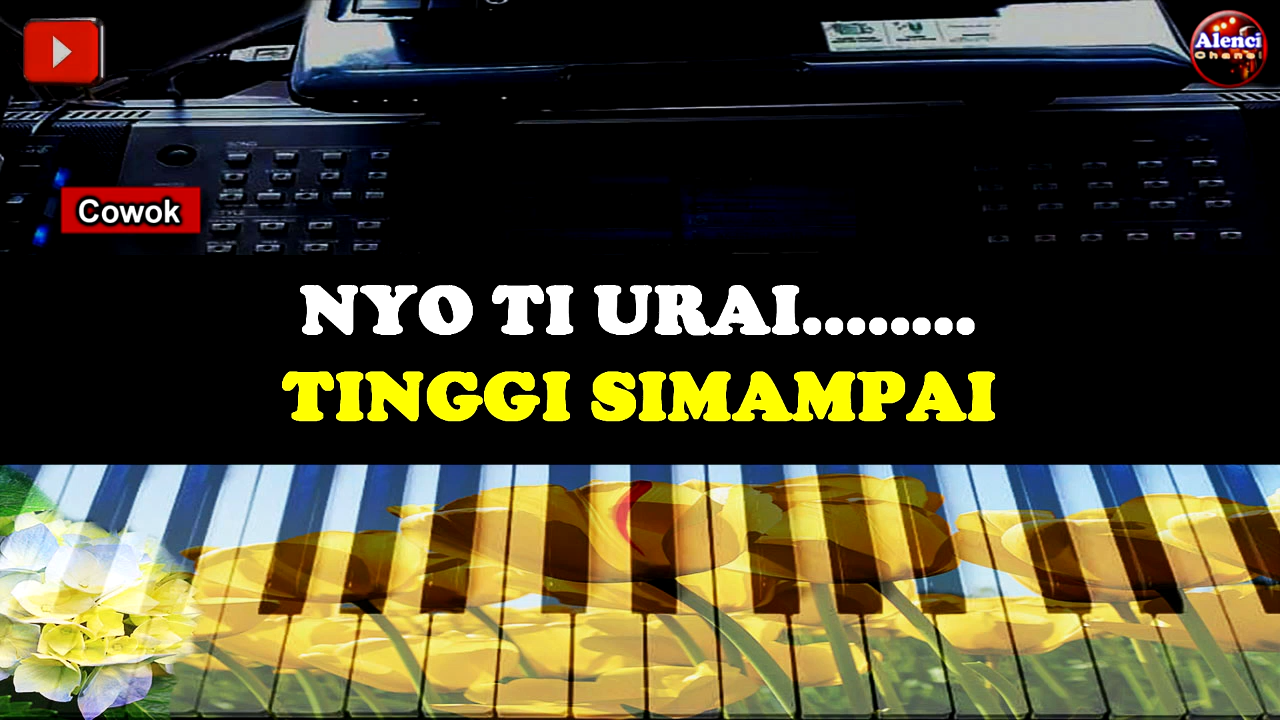 Alenci
Chanel
Cowok
NYO TI URAI........
TINGGI SIMAMPAI